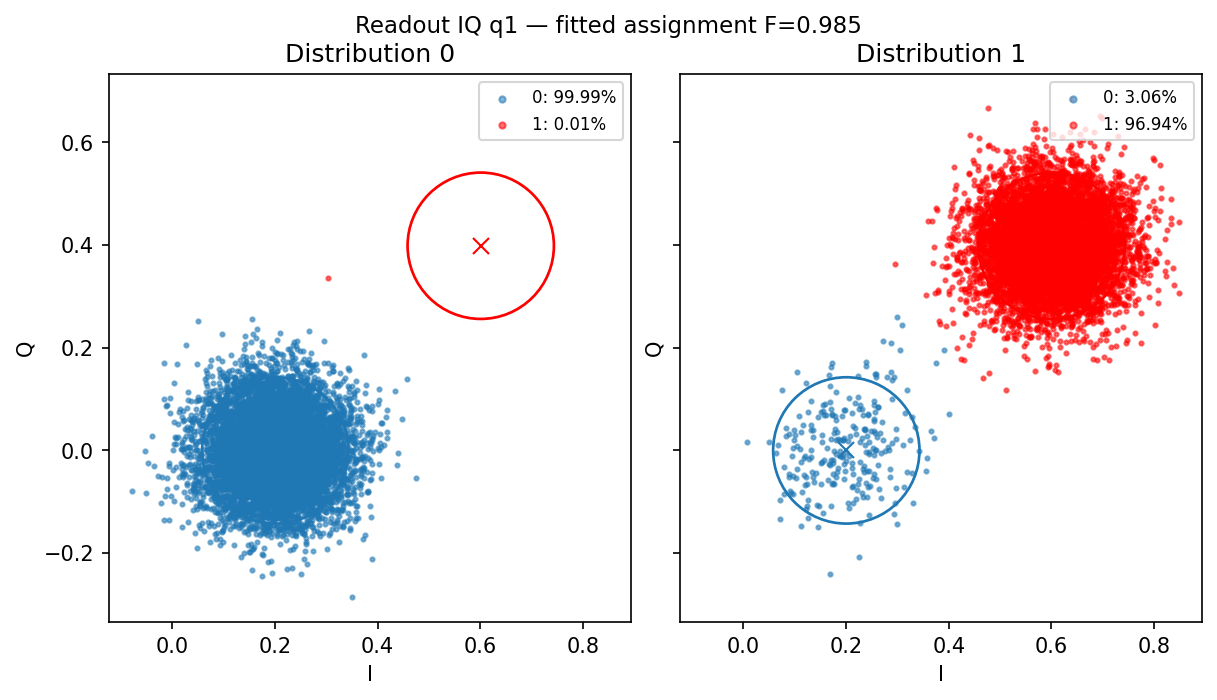 Readout IQ q1 — fitted assignment F=0.985
Distribution 0
Distribution 1
0: 99.99%
1: 0.01%
0: 3.06%
1: 96.94%
Q
0.6
0.4
0.2
0.0
−0.2
Q
0.0 0.2 0.4 0.6 0.8
0.0 0.2 0.4 0.6 0.8
I
I